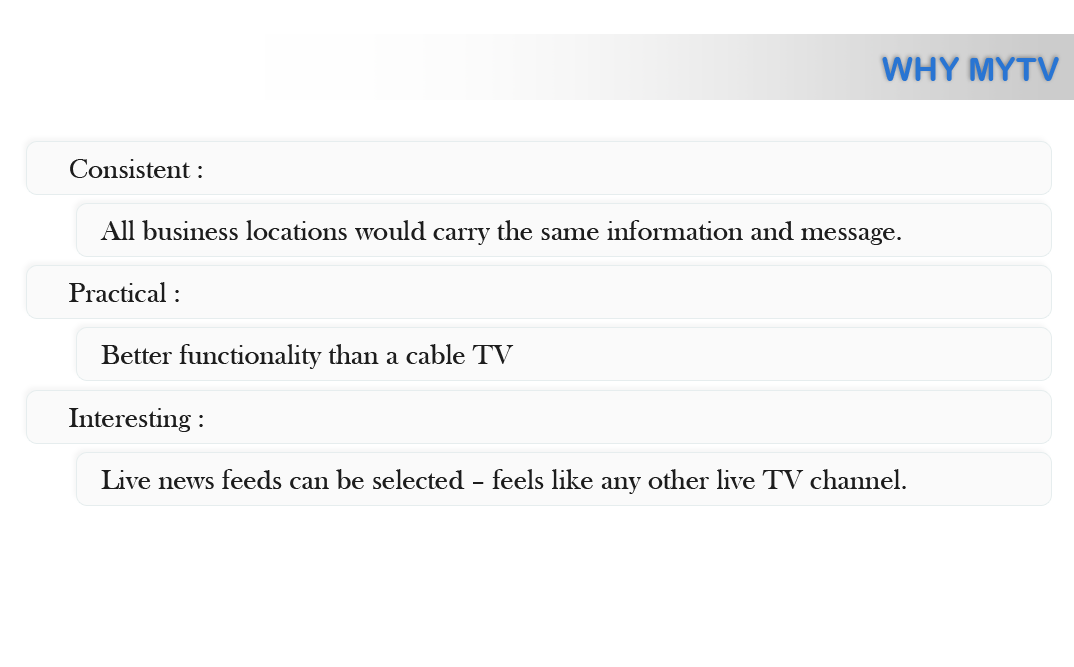 WHY MYTV
Consistent :
All business locations would carry the same information and message.
Practical :
Better functionality than a cable TV
Interesting :
Live news feeds can be selected – feels like any other live TV channel.